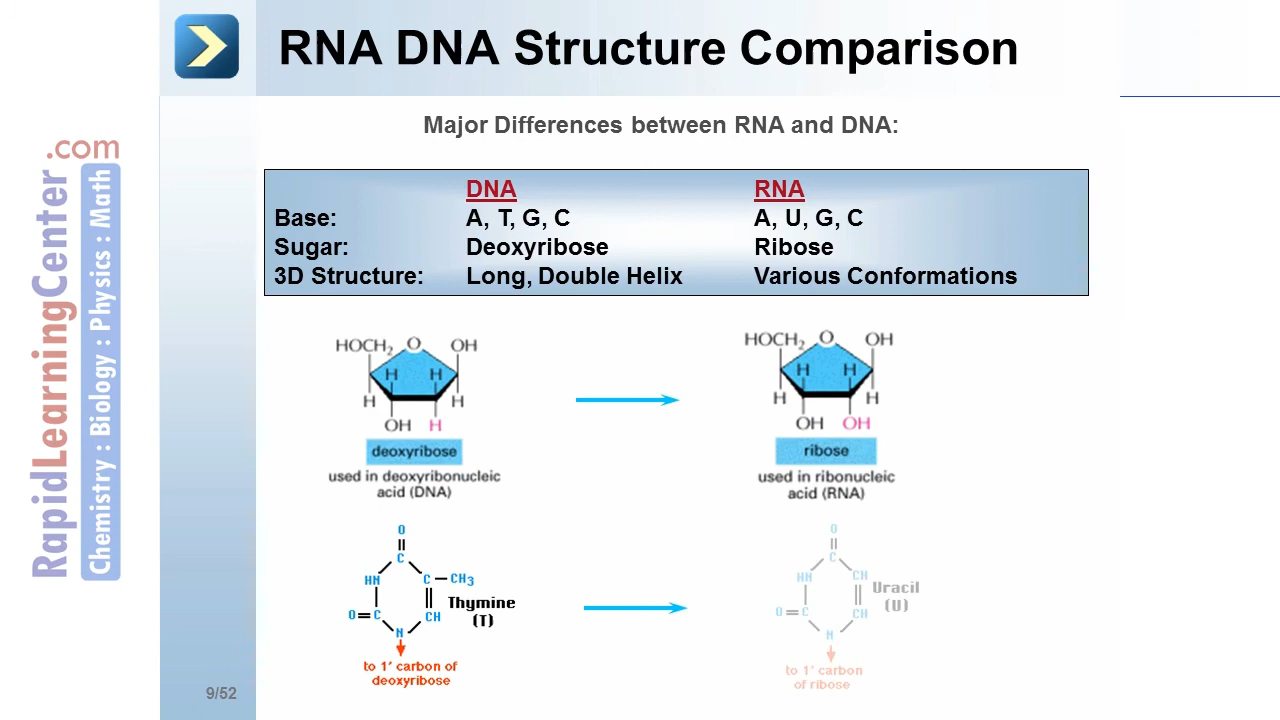 RNA DNA Structure Comparison
Major Differences between RNA and DNA:
DNA RNA
Base: A, T, G, C A, U, G, C
Sugar: Deoxyribose Ribose
3D Structure: Long, Double Helix Various Conformations
HOCH2 O OH
H H
H H
OH H
deoxyribose
used in deoxyribonucleic
acid (DNA)
HOCH2 O OH
H H
H H
OH OH
ribose
used in ribonucleic
acid (RNA)
O
C
HN C CH3
Thymine
(T)
O C CH
N
to 1' carbon of
deoxyribose
O
C
HN CH
Uracil
(U)
O C CH
N
to 1' carbon
of ribose
RapidLearningCenter.com
Chemistry : Biology : Physics : Math
9/52